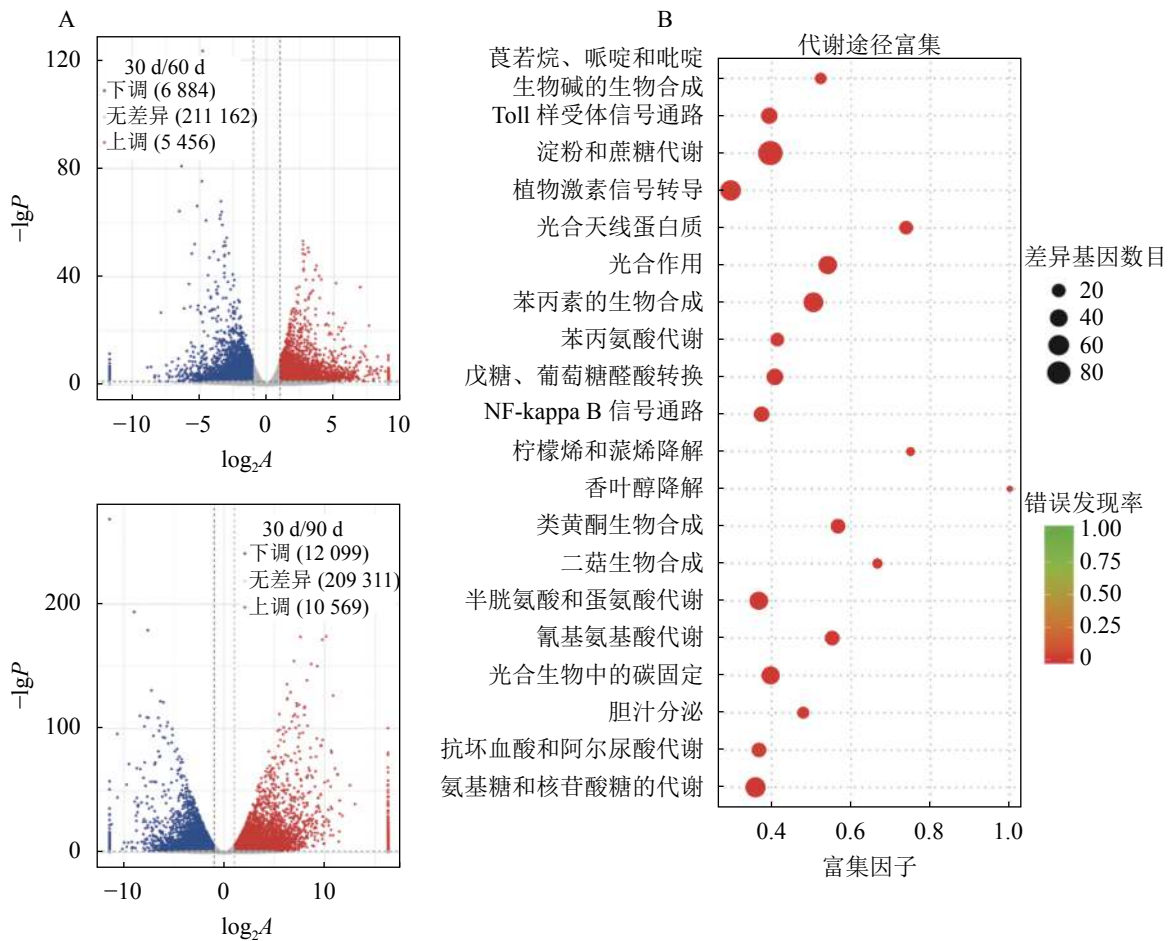 A
120
80
40
0
−lgP
30 d/60 d
下调 (6 884)
无差异 (211 162)
上调 (5 456)
−10
−5
0
5
10
log₂A
200
100
0
−lgP
30 d/90 d
下调 (12 099)
无差异 (209 311)
上调 (10 569)
−10
0
10
log₂A
B
代谢途径富集
莨若烷、哌啶和吡啶
生物碱的生物合成
Toll 样受体信号通路
淀粉和蔗糖代谢
植物激素信号转导
光合天线蛋白质
光合作用
苯丙素的生物合成
苯丙氨酸代谢
戊糖、葡萄糖醛酸转换
NF-kappa B 信号通路
柠檬烯和蒎烯降解
香叶醇降解
类黄酮生物合成
二菇生物合成
半胱氨酸和蛋氨酸代谢
氰基氨基酸代谢
光合生物中的碳固定
胆汁分泌
抗坏血酸和阿尔尿酸代谢
氨基糖和核苷酸糖的代谢
0.4
0.6
0.8
1.0
富集因子
差异基因数目
20
40
60
80
错误发现率
1.00
0.75
0.50
0.25
0